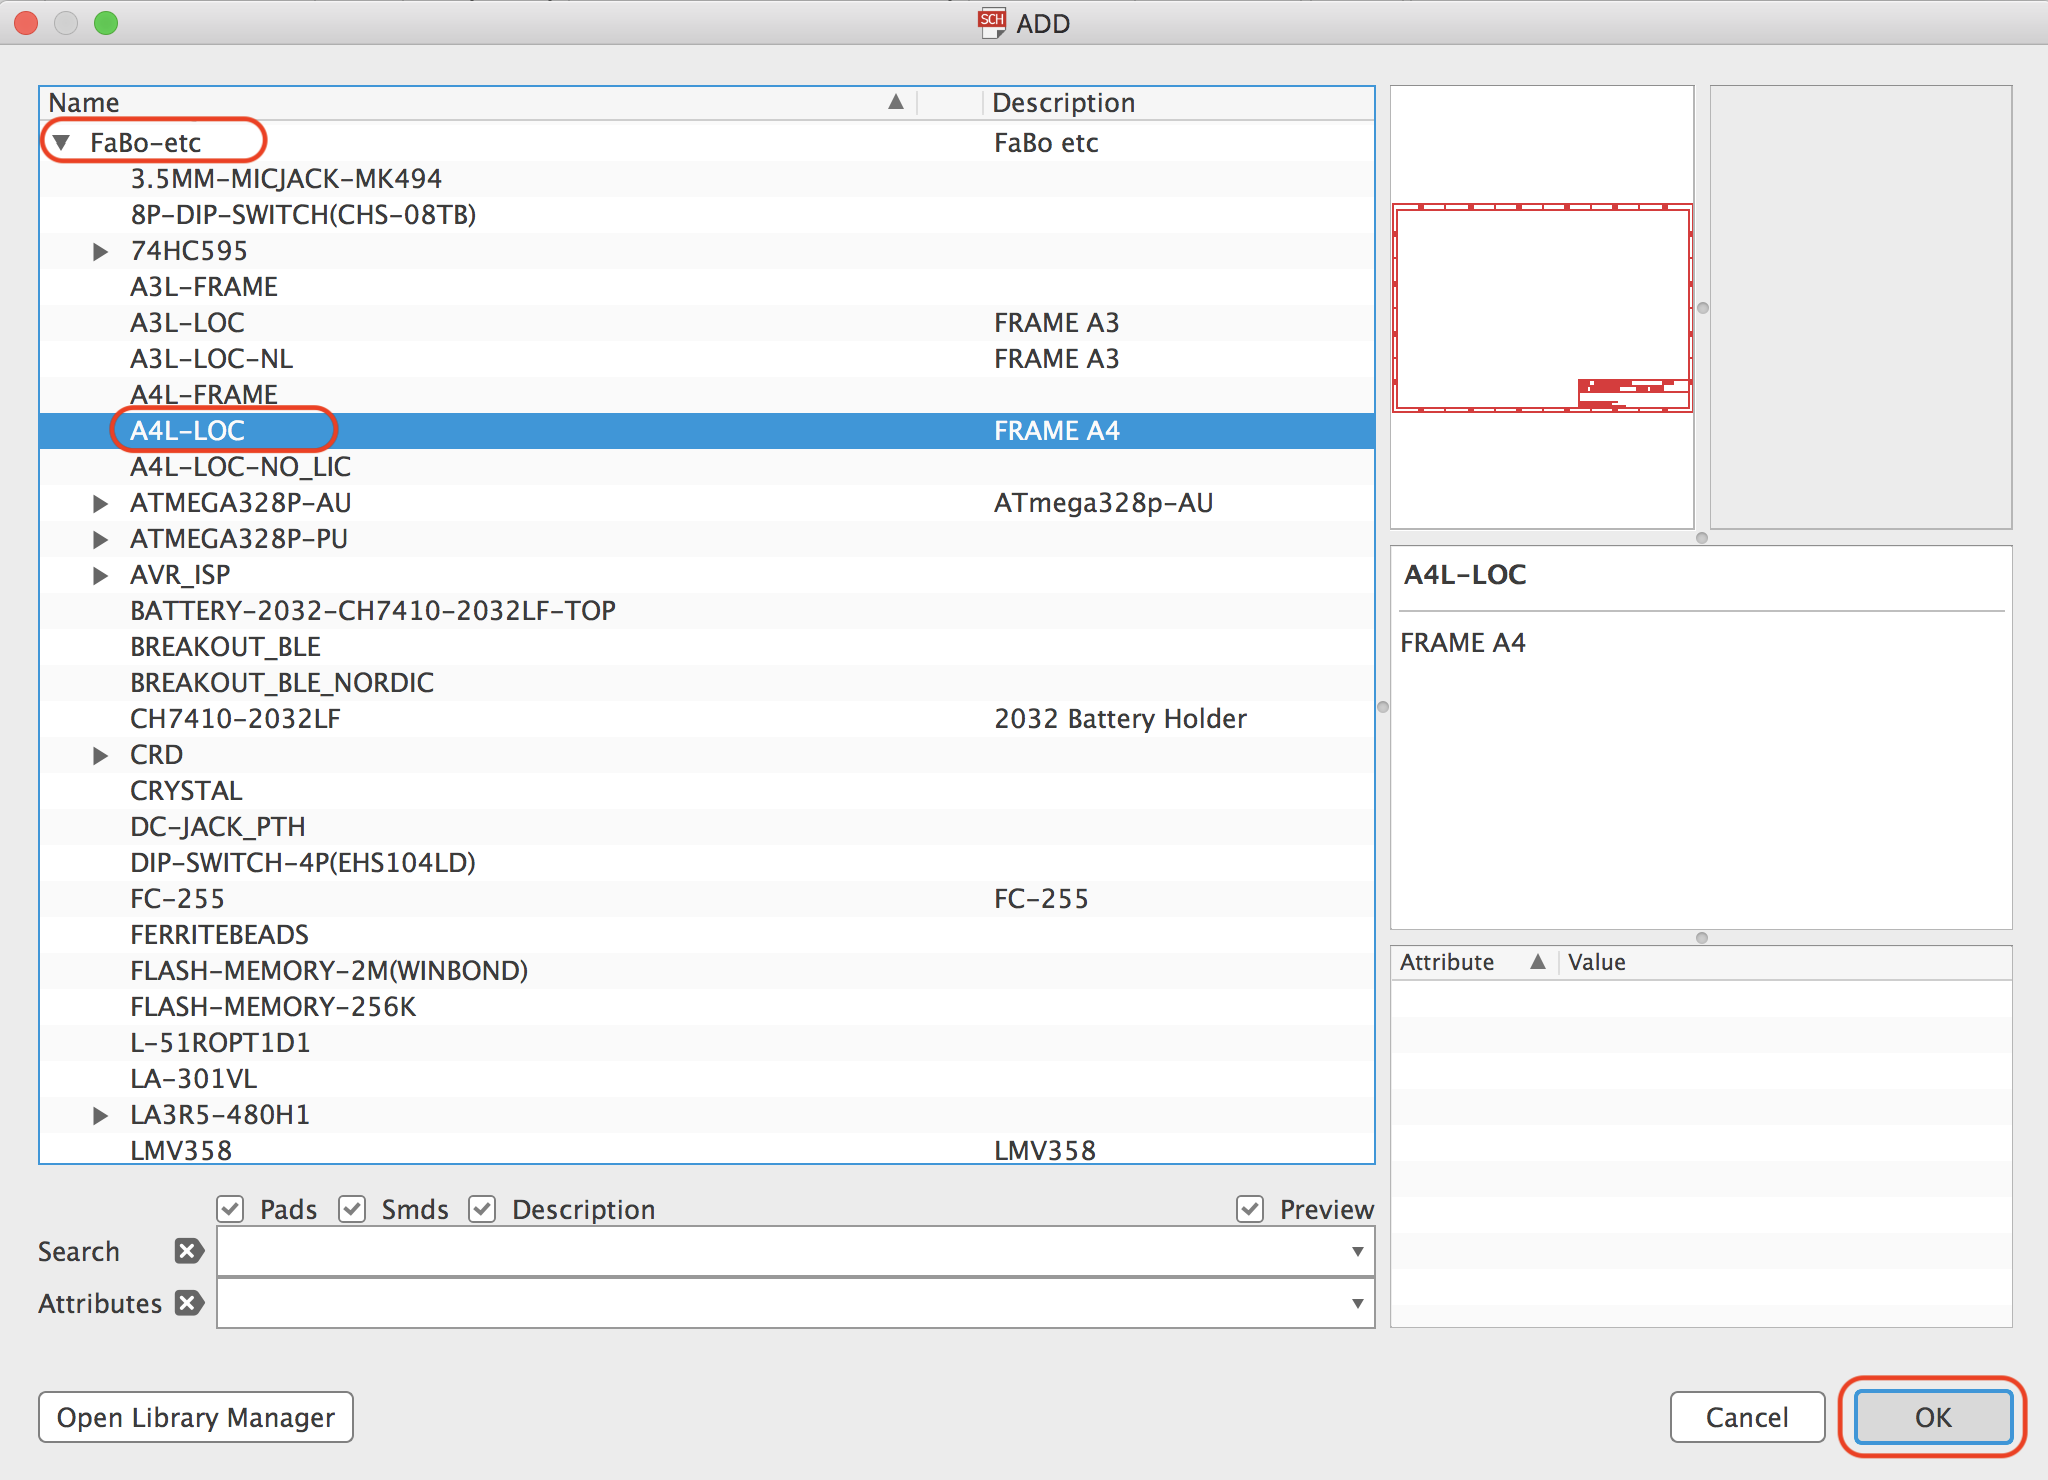 SCH ADD
Name Description
FaBo-etc FaBo etc
3.5MM-MICJACK-MK494
8P-DIP-SWITCH(CHS-08TB)
74HC595
A3L-FRAME
A3L-LOC FRAME A3
A3L-LOC-NL FRAME A3
A4L-FRAME
A4L-LOC FRAME A4
A4L-LOC-NO_LIC
ATMEGA328P-AU ATmega328p-AU
ATMEGA328P-PU
AVR_ISP
BATTERY-2032-CH7410-2032LF-TOP
BREAKOUT_BLE
BREAKOUT_BLE_NORDIC
CH7410-2032LF 2032 Battery Holder
CRD
CRYSTAL
DC-JACK_PTH
DIP-SWITCH-4P(EHS104LD)
FC-255 FC-255
FERRITEBEADS
FLASH-MEMORY-2M(WINBOND)
FLASH-MEMORY-256K
L-51ROPT1D1
LA-301VL
LA3R5-480H1
LMV358 LMV358
A4L-LOC
FRAME A4
Attribute Value
Pads Smds Description Preview
Search
Attributes
Open Library Manager Cancel OK